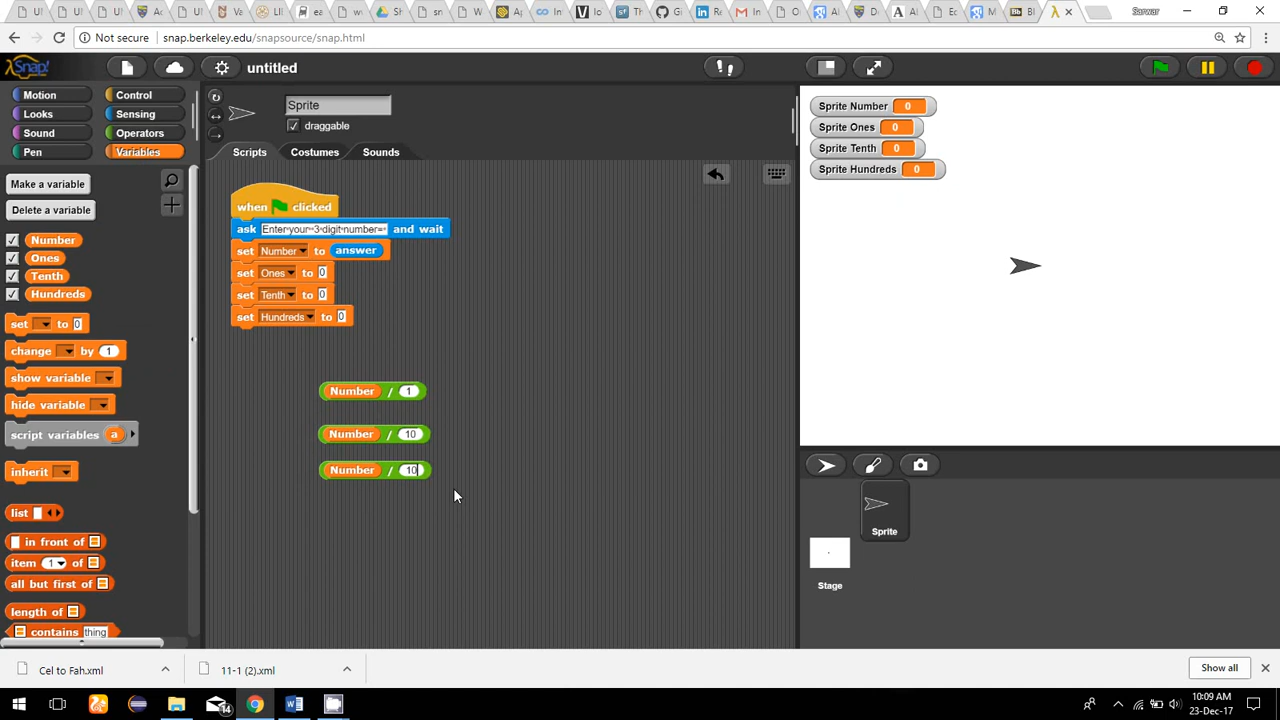 Sarwar
Not secure | snap.berkeley.edu/snapsource/snap.html
Snap!
untitled
Motion
Control
Looks
Sensing
Sound
Operators
Pen
Variables
Make a variable
Delete a variable
Number
Ones
Tenth
Hundreds
set to 0
change by 1
show variable
hide variable
script variables a
inherit
list
in front of
item 1 of
all but first of
length of
contains thing
Sprite
draggable
Scripts Costumes Sounds
when clicked
ask Enter your 3 digit number= and wait
set Number to answer
set Ones to 0
set Tenth to 0
set Hundreds to 0
Number / 1
Number / 10
Number / 10
Sprite Number 0
Sprite Ones 0
Sprite Tenth 0
Sprite Hundreds 0
Sprite
Stage
Cel to Fah.xml
11-1 (2).xml
Show all
14
10:09 AM
23-Dec-17